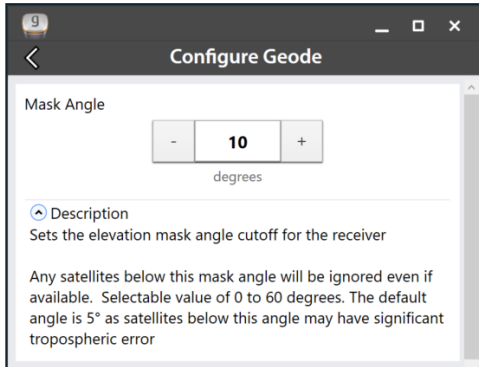 9
Configure Geode
Mask Angle
- 10 +
degrees
Description
Sets the elevation mask angle cutoff for the receiver
Any satellites below this mask angle will be ignored even if
available.  Selectable value of 0 to 60 degrees. The default
angle is 5° as satellites below this angle may have significant
tropospheric error